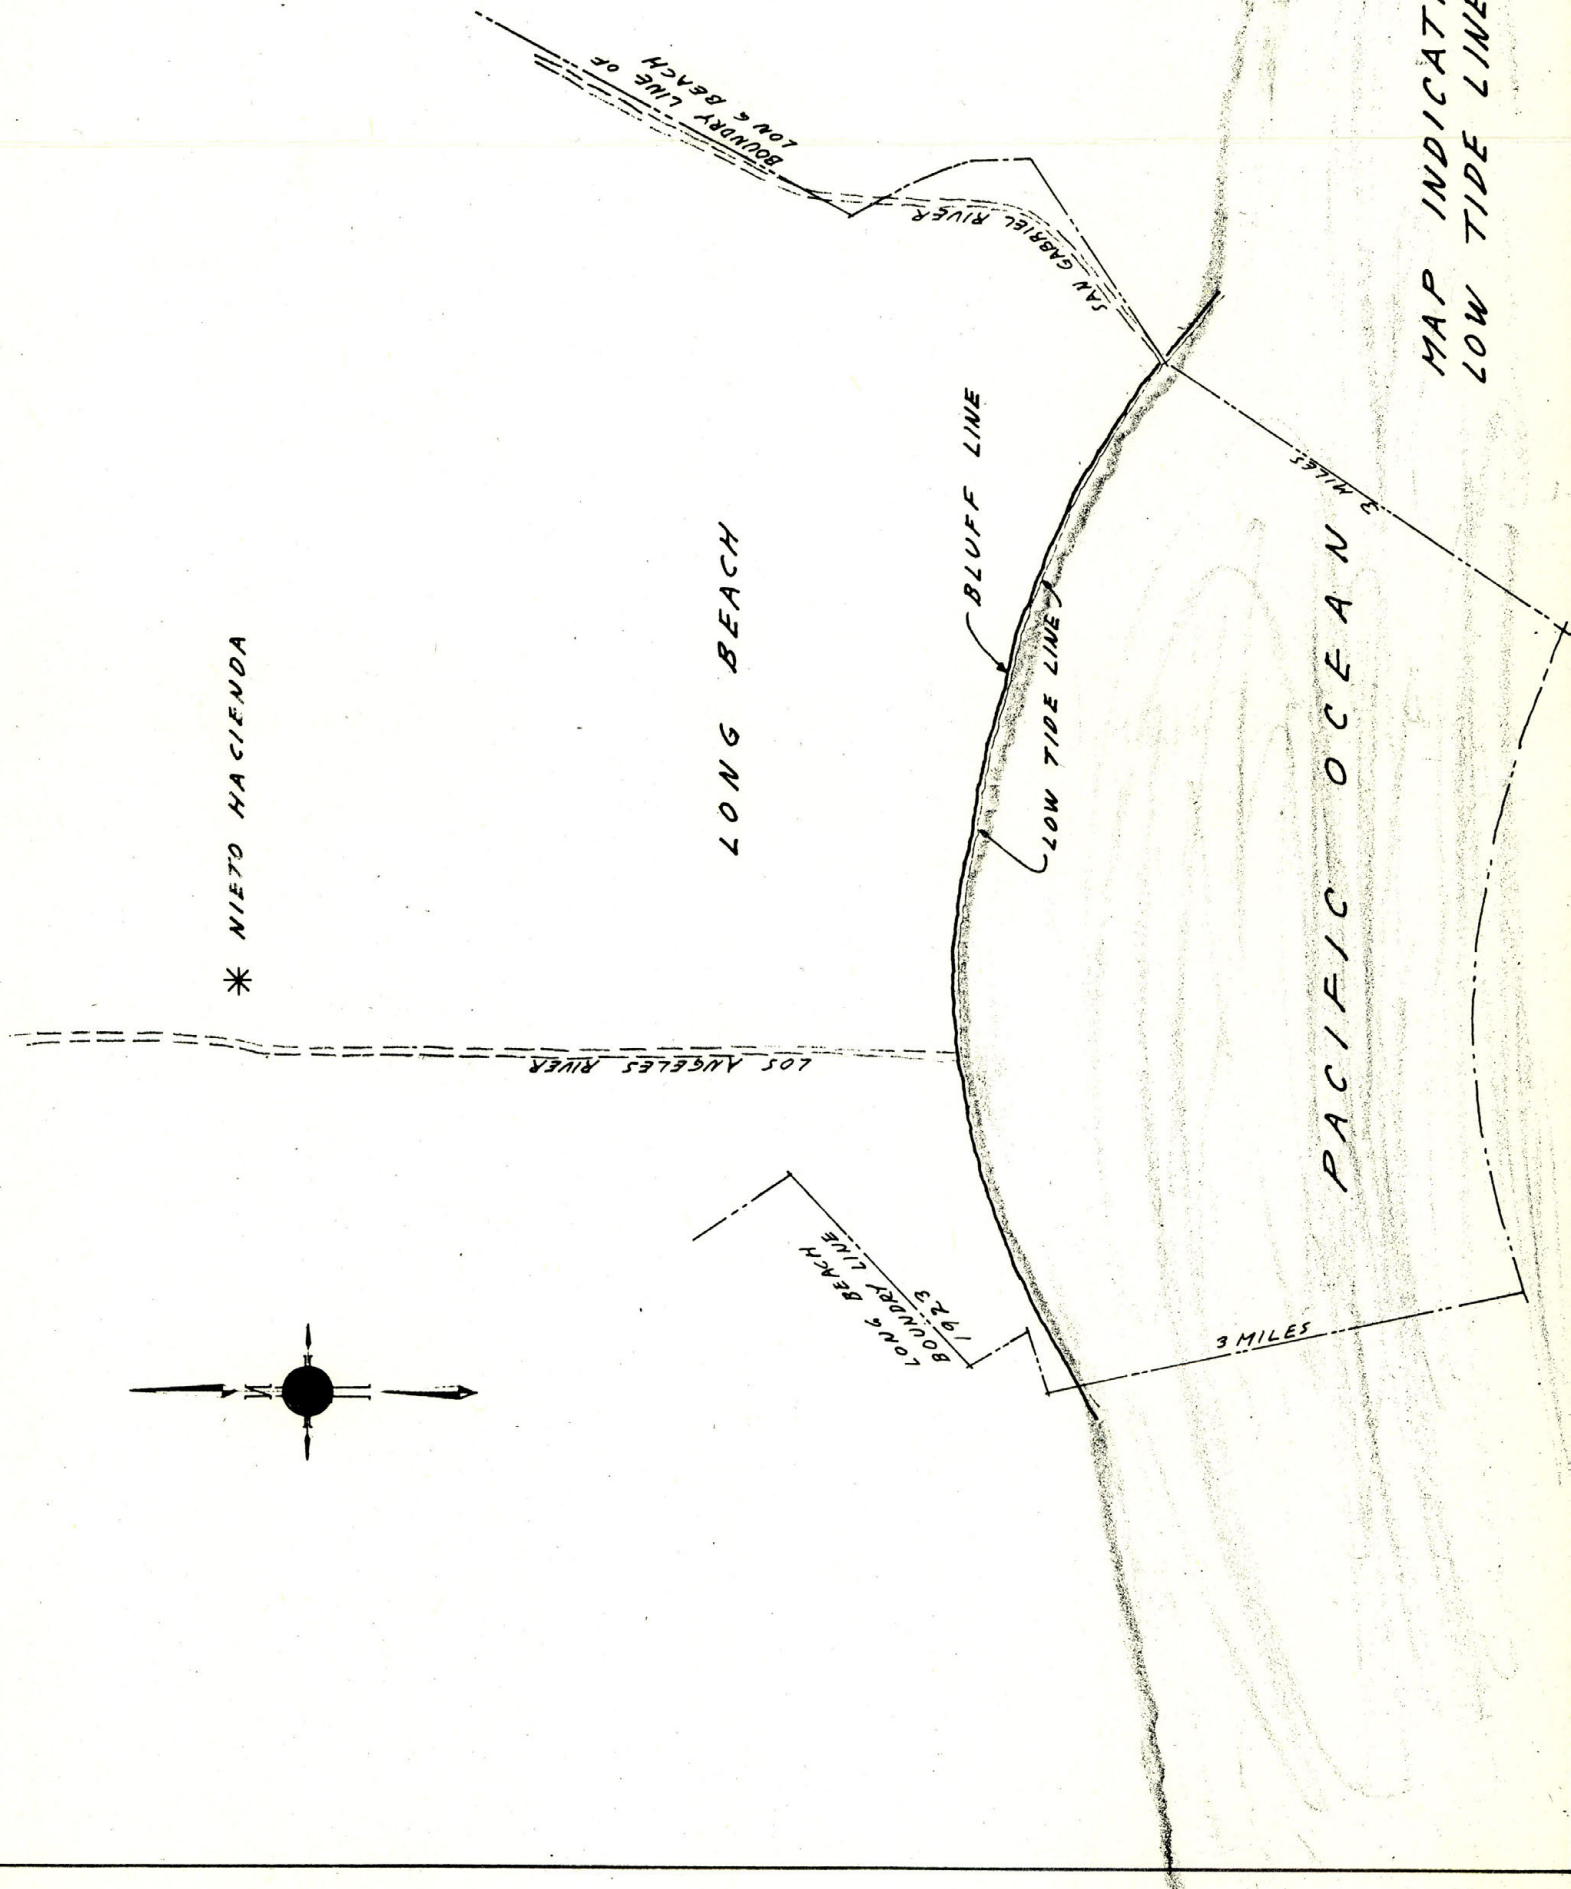 BOUNDRY LINE OF
LONG BEACH
SAN GABRIEL RIVER
NIETO HACIENDA
LONG BEACH
BLUFF LINE
LOW TIDE LINE
LOS ANGELES RIVER
LONG BEACH
BOUNDRY LINE
1923
N
3 MILES
3 MILES
PACIFIC OCEAN
MAP INDICAT
LOW TIDE LINE